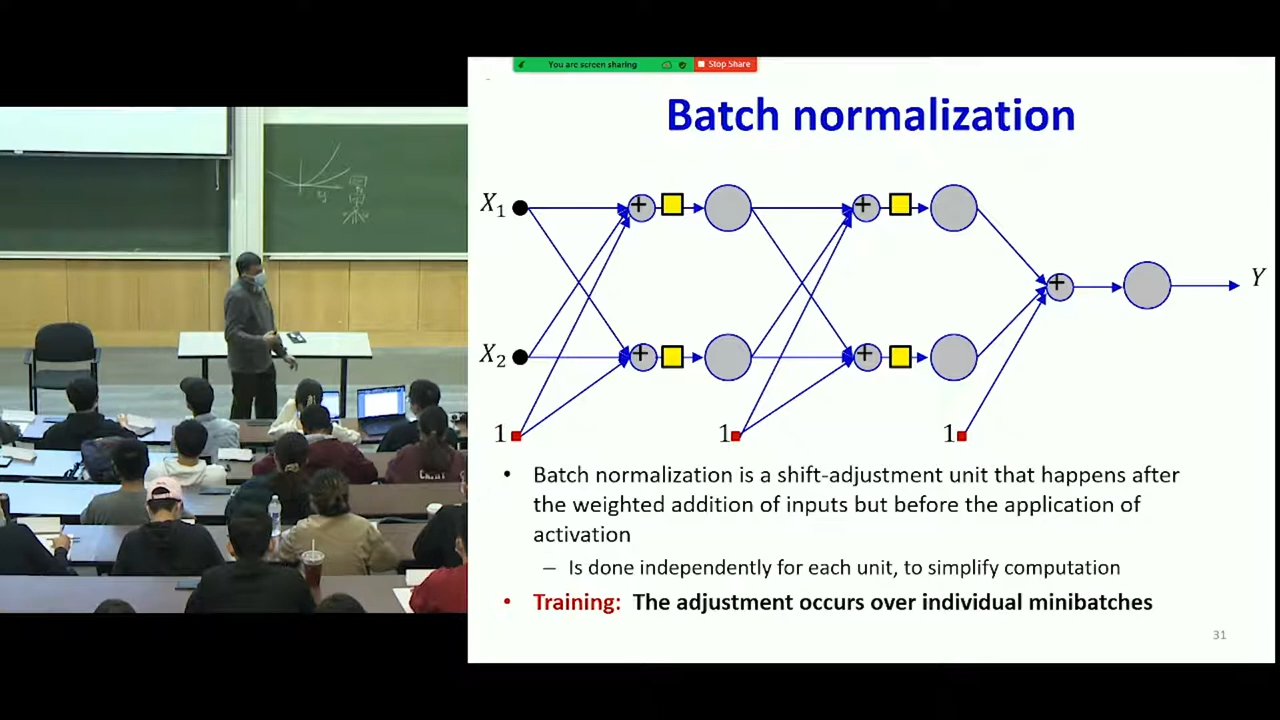 You are screen sharing
Stop Share
Batch normalization
X1
+
+
X2
+
+
+
Y
1
1
1
• Batch normalization is a shift-adjustment unit that happens after
the weighted addition of inputs but before the application of
activation
– Is done independently for each unit, to simplify computation
• Training: The adjustment occurs over individual minibatches
31